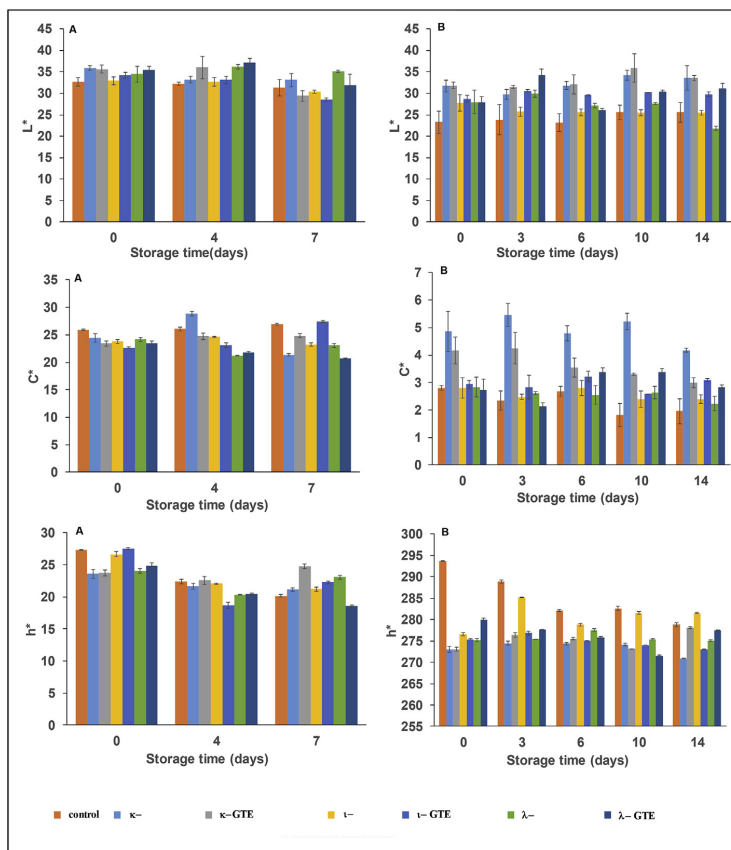 A
L*
45
40
35
30
25
20
15
10
5
0
0 4 7
Storage time(days)
B
L*
45
40
35
30
25
20
15
10
5
0
0 3 6 10 14
Storage time (days)
A
C*
30
25
20
15
10
5
0
0 4 7
Storage time (days)
B
C*
7
6
5
4
3
2
1
0
0 3 6 10 14
Storage time (days)
A
h*
30
25
20
15
10
5
0
0 4 7
Storage time (days)
B
h*
300
295
290
285
280
275
270
265
260
255
0 3 6 10 14
Storage time (days)
control κ– κ–GTE ι– ι– GTE λ– λ– GTE